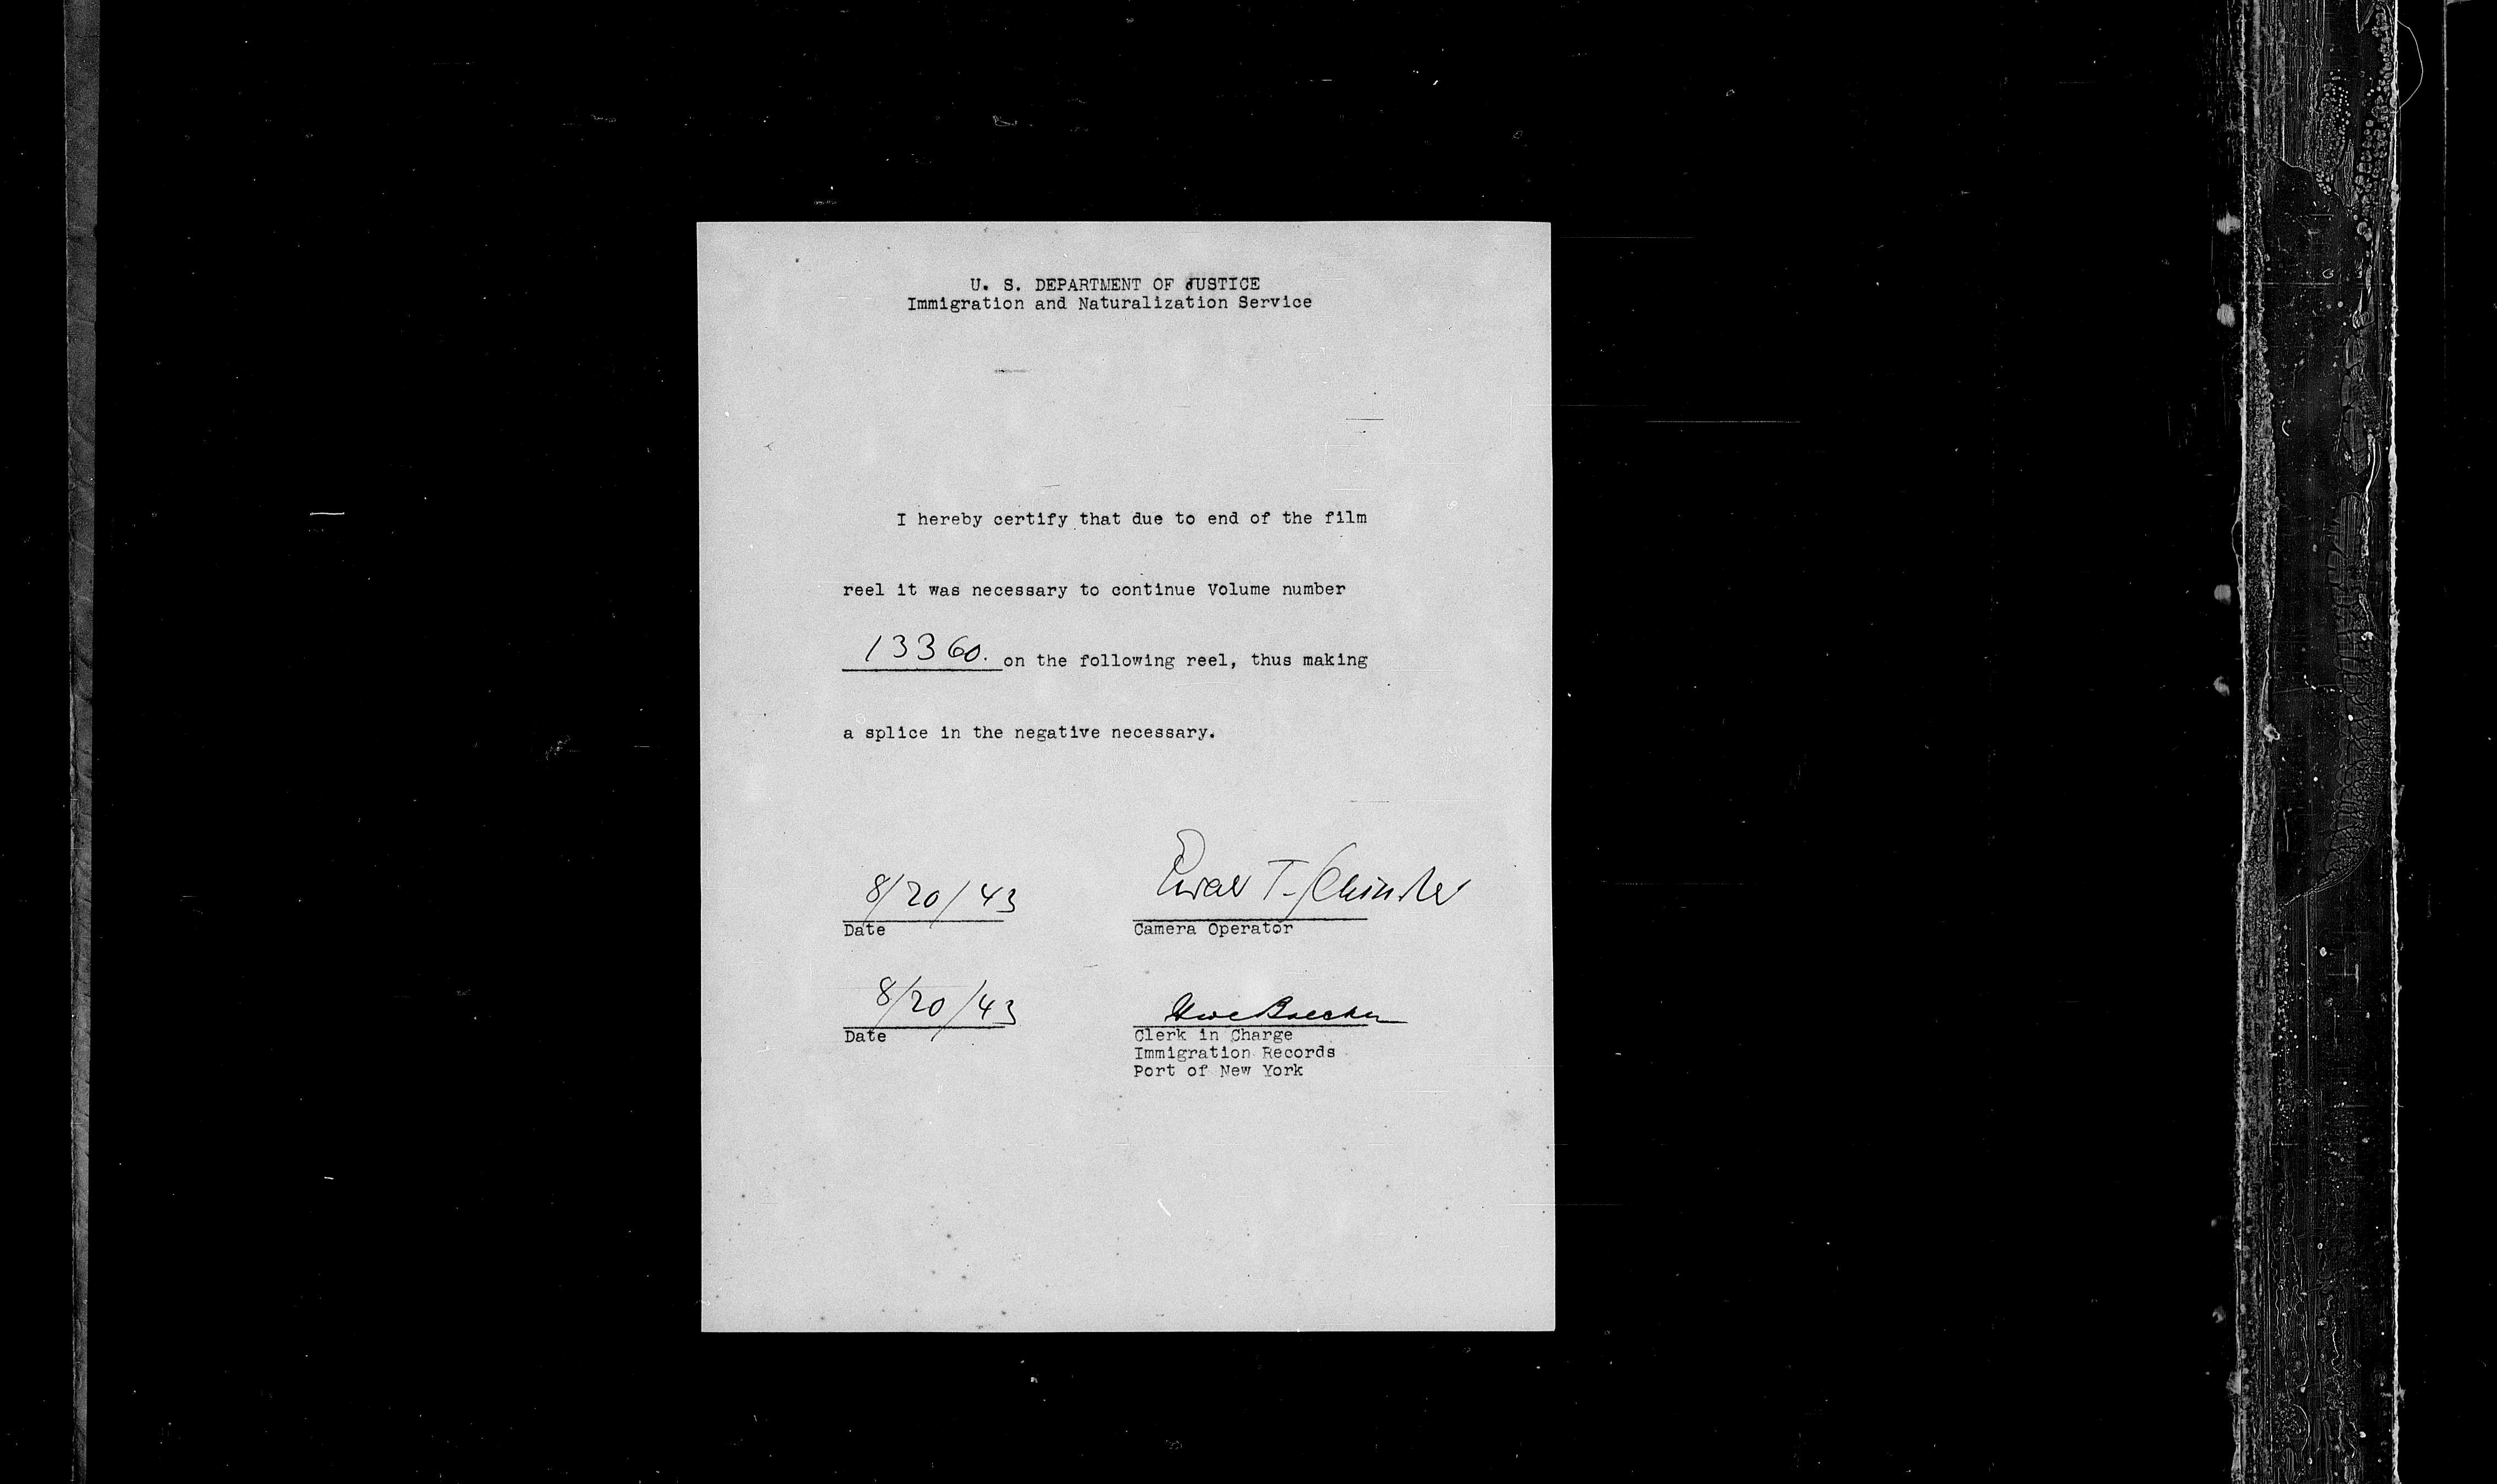 U. S. DEPARTMENT OF JUSTICE
Immigration and Naturalization Service
I hereby certify that due to end of the film
reel it was necessary to continue Volume number
13360. on the following reel, thus making
a splice in the negative necessary.
8/20/43
Date
T.
Camera Operator
8/20/43
Date
Clerk in Charge
Immigration Records
Port of New York